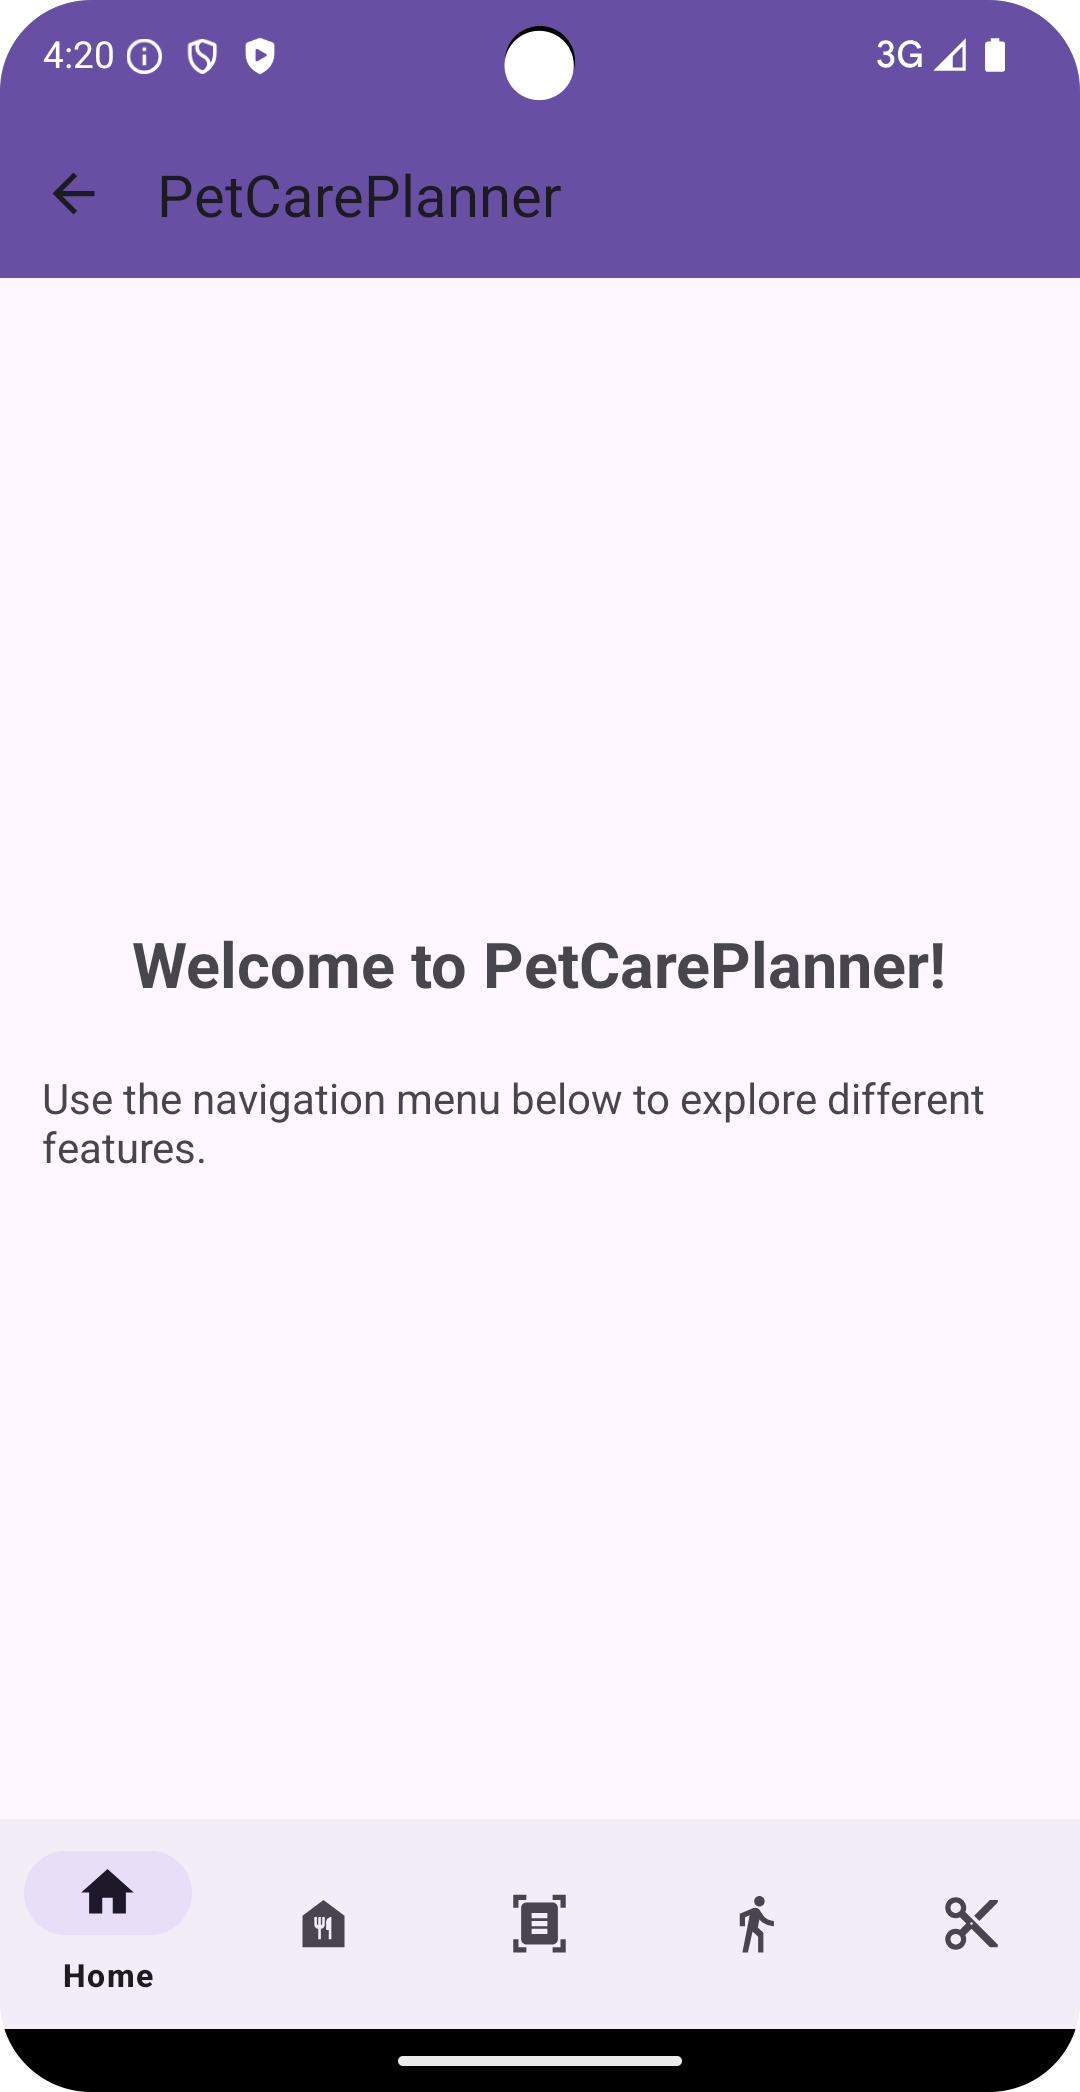 4:20
3G
PetCarePlanner
Welcome to PetCarePlanner!
Use the navigation menu below to explore different
features.
Home